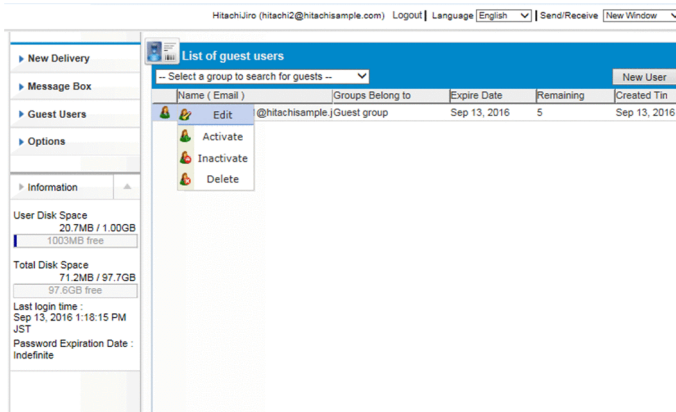 HitachiJiro (hitachi2@hitachisample.com) Logout Language English Send/Receive New Window
New Delivery
Message Box
Guest Users
Options
Information
User Disk Space
20.7MB / 1.00GB
1003MB free
Total Disk Space
71.2MB / 97.7GB
97.6GB free
Last login time :
Sep 13, 2016 1:18:15 PM
JST
Password Expiration Date :
Indefinite
List of guest users
-- Select a group to search for guests --
New User
Name ( Email ) Groups Belong to Expire Date Remaining Created Tin
@hitachisample.j Guest group Sep 13, 2016 5 Sep 13, 2016
Edit
Activate
Inactivate
Delete